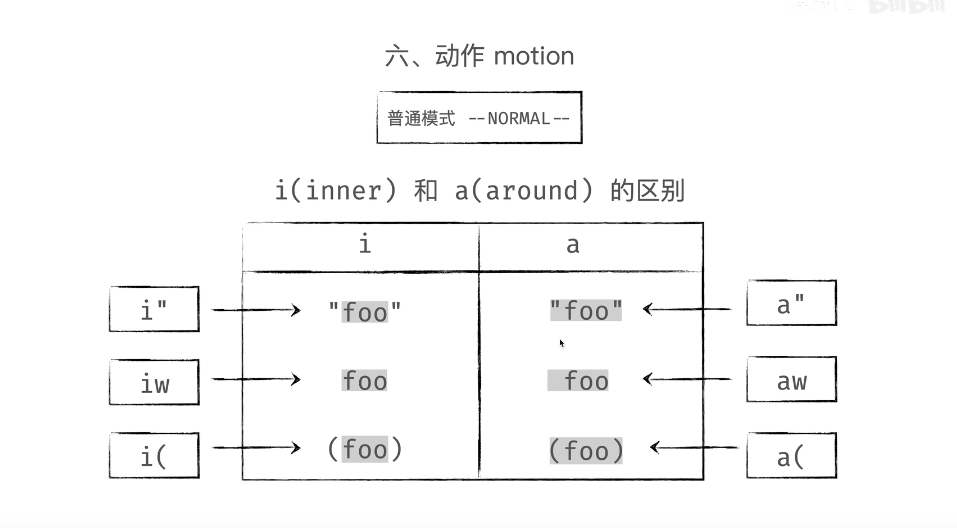 六、动作 motion
普通模式 --NORMAL--
i(inner) 和 a(around) 的区别
i a
i" "foo" "foo" a"
iw foo foo aw
i( (foo) (foo) a(